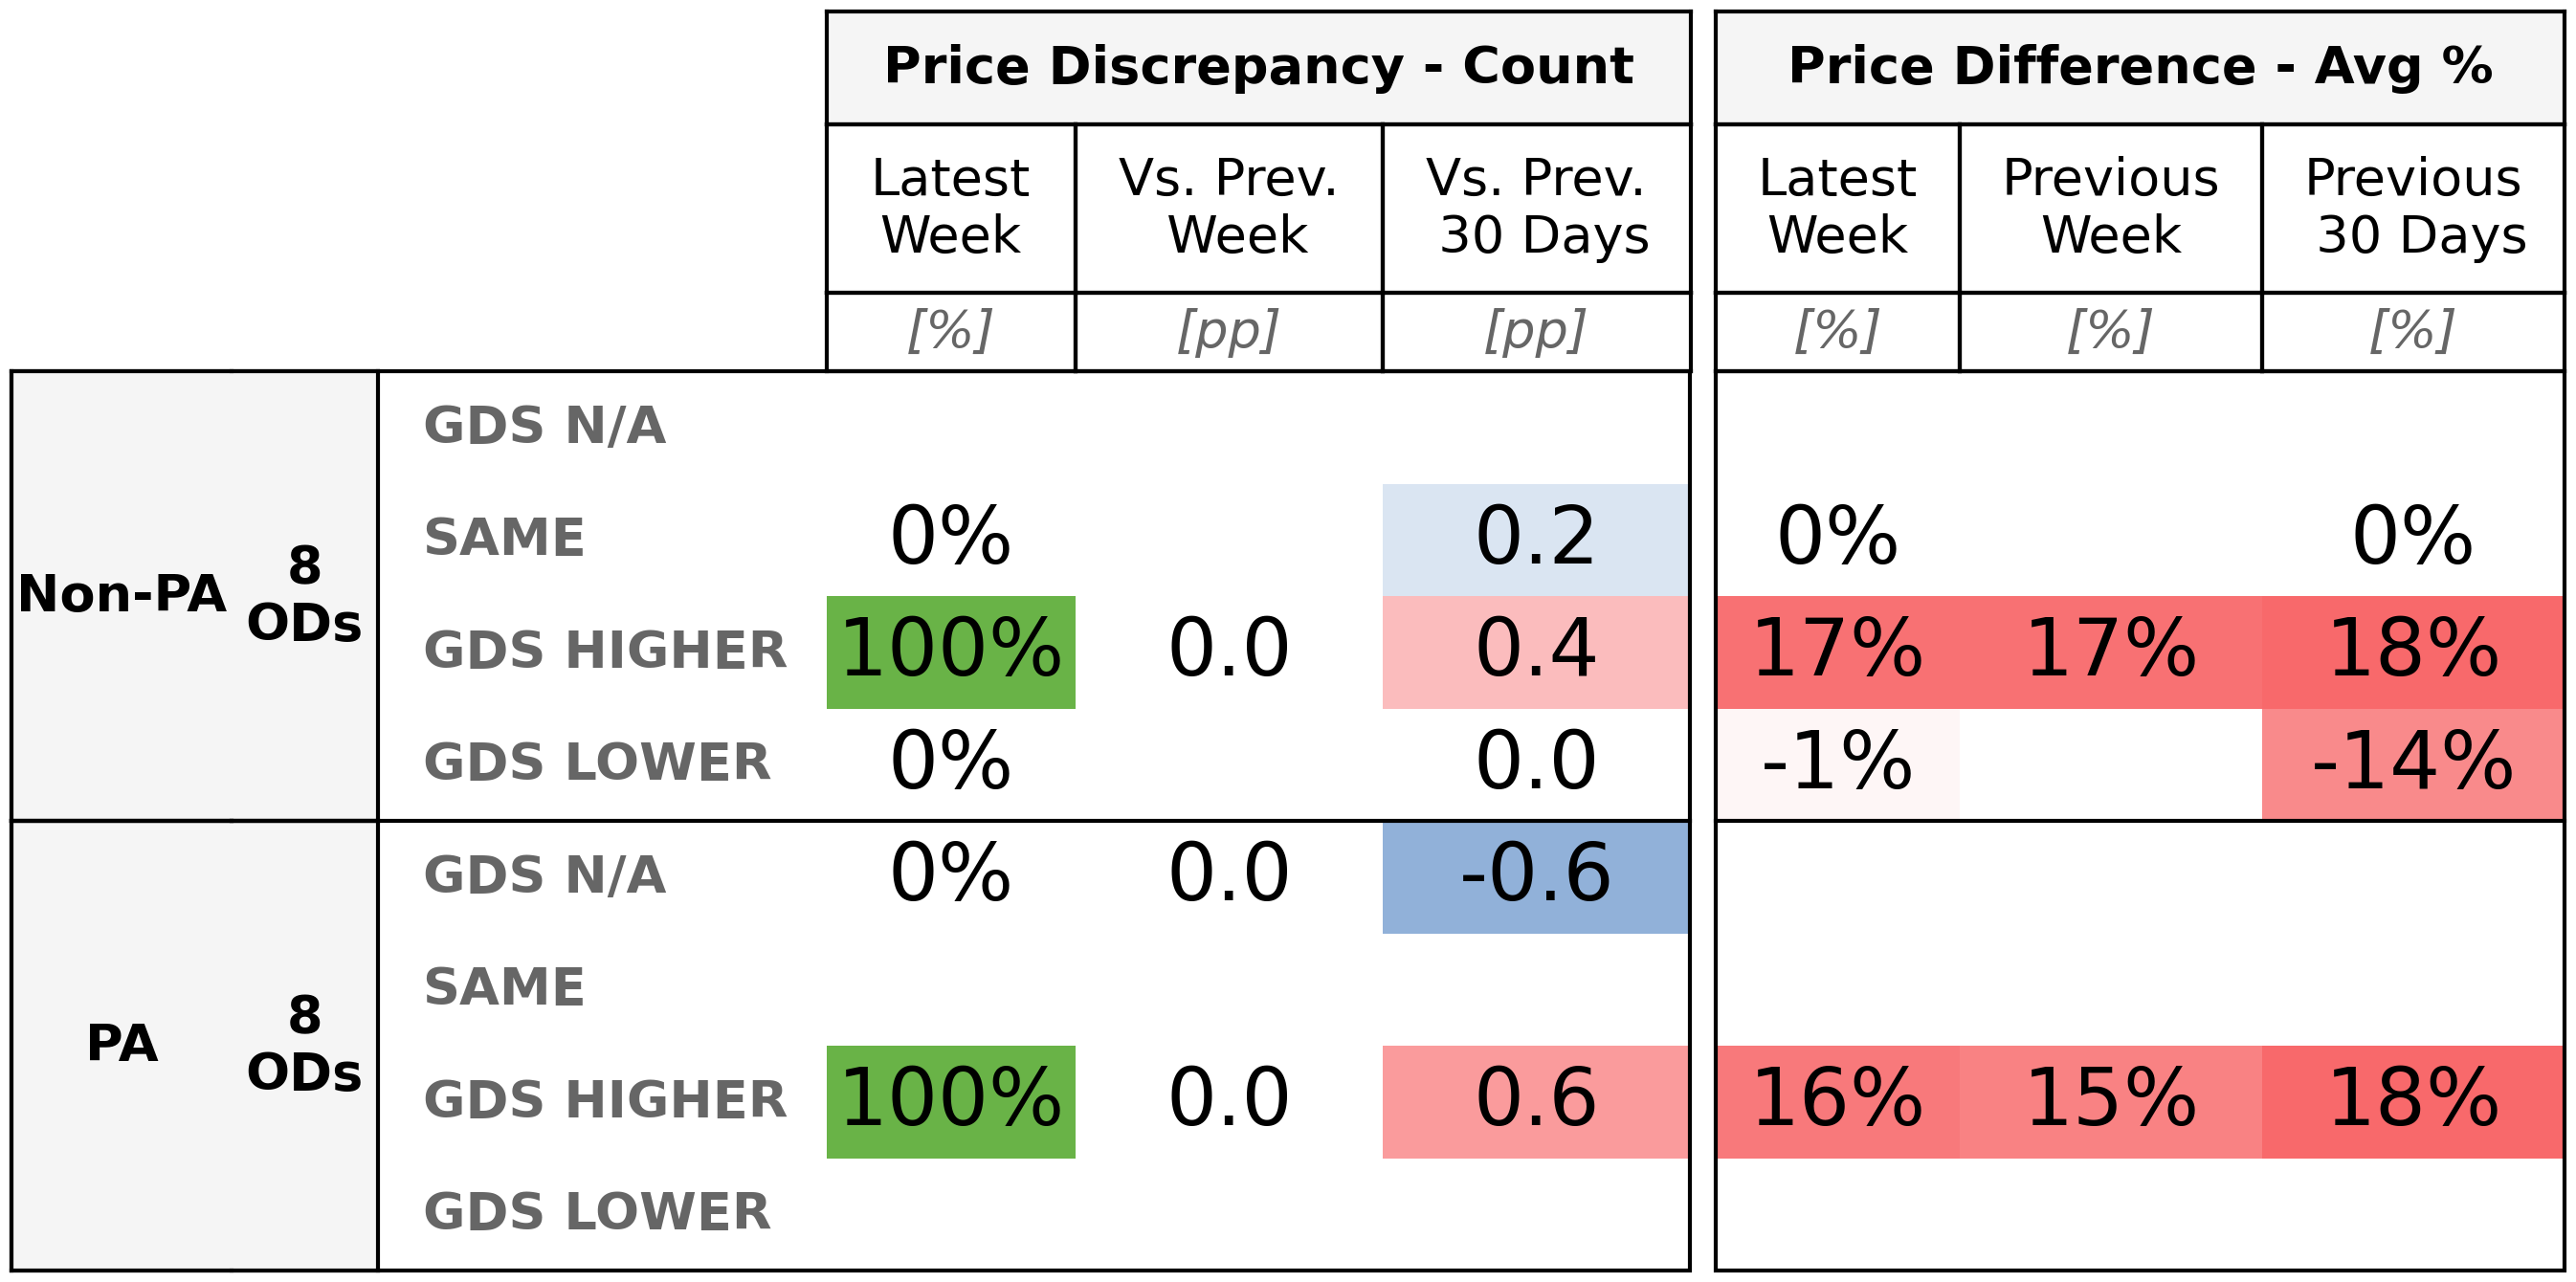 Price Discrepancy - Count Price Difference - Avg %
Latest Week Vs. Prev. Week Vs. Prev. 30 Days Latest Week Previous Week Previous 30 Days
[%] [pp] [pp] [%] [%] [%]
Non-PA 8 ODs
GDS N/A
SAME 0% 0.2 0% 0%
GDS HIGHER 100% 0.0 0.4 17% 17% 18%
GDS LOWER 0% 0.0 -1% -14%
PA 8 ODs
GDS N/A 0% 0.0 -0.6
SAME
GDS HIGHER 100% 0.0 0.6 16% 15% 18%
GDS LOWER